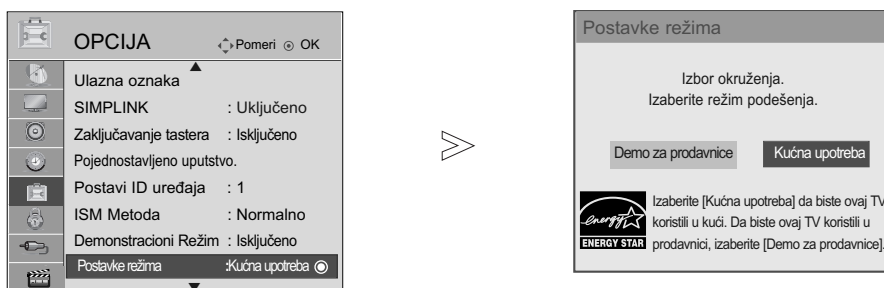 OPCIJA
Pomeri
OK
Ulazna oznaka
SIMPLINK : Uključeno
Zaključavanje tastera : Isključeno
Pojednostavljeno uputstvo.
Postavi ID uređaja : 1
ISM Metoda : Normalno
Demonstracioni Režim : Isključeno
Postavke režima :Kućna upotreba
Postavke režima
Izbor okruženja.
Izaberite režim podešenja.
Demo za prodavnice
Kućna upotreba
energy
ENERGY STAR
Izaberite [Kućna upotreba] da biste ovaj TV
koristili u kući. Da biste ovaj TV koristili u
prodavnici, izaberite [Demo za prodavnice].